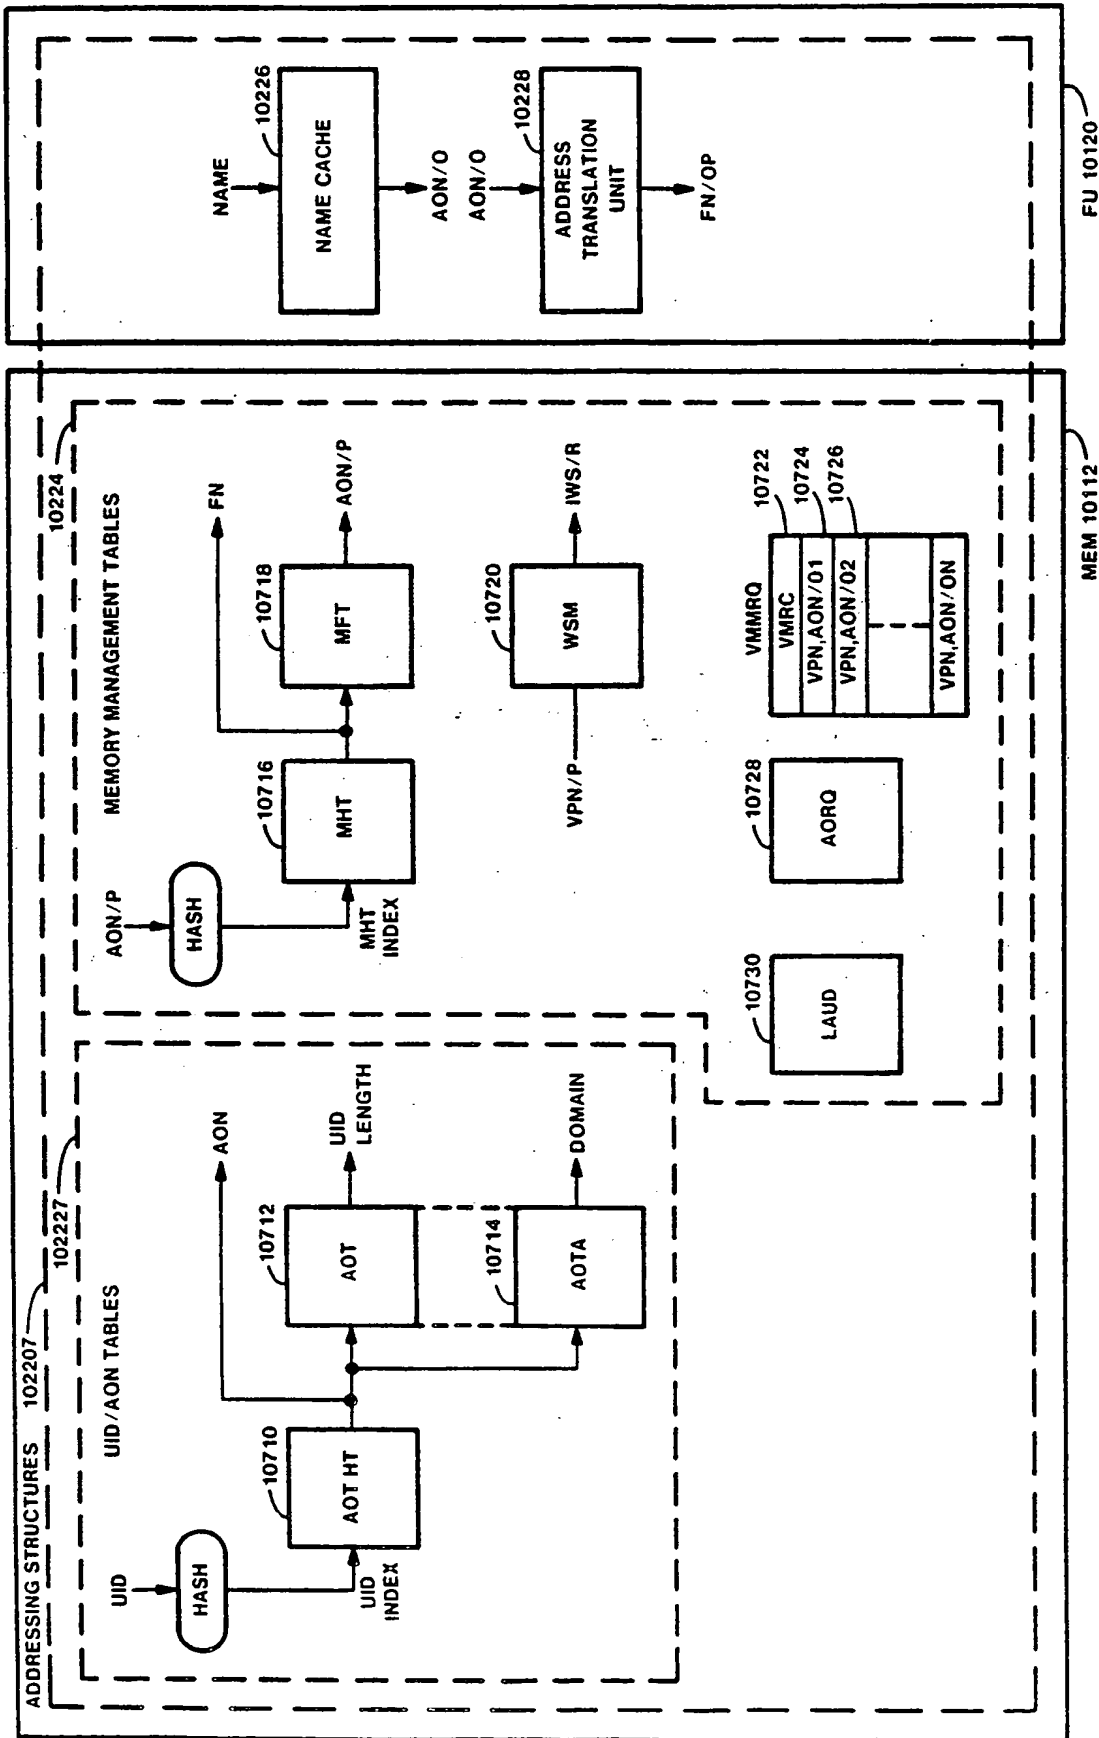 ADDRESSING STRUCTURES 102207
102227
UID/AON TABLES
UID
HASH
UID
INDEX
10710
AOT HT
AON
10712
AOT
UID
LENGTH
10714
AOTA
DOMAIN
10224
MEMORY MANAGEMENT TABLES
AON/P
HASH
MHT
INDEX
10716
MHT
FN
10718
MFT
AON/P
VPN/P
10720
WSM
IWS/R
10730
LAUD
10728
AORQ
VMMRQ
VMRC
10722
VPN,AON/01
10724
VPN,AON/02
10726
VPN,AON/ON
MEM 10112
NAME
10226
NAME CACHE
AON/O
AON/O
10228
ADDRESS
TRANSLATION
UNIT
FN/OP
FU 10120